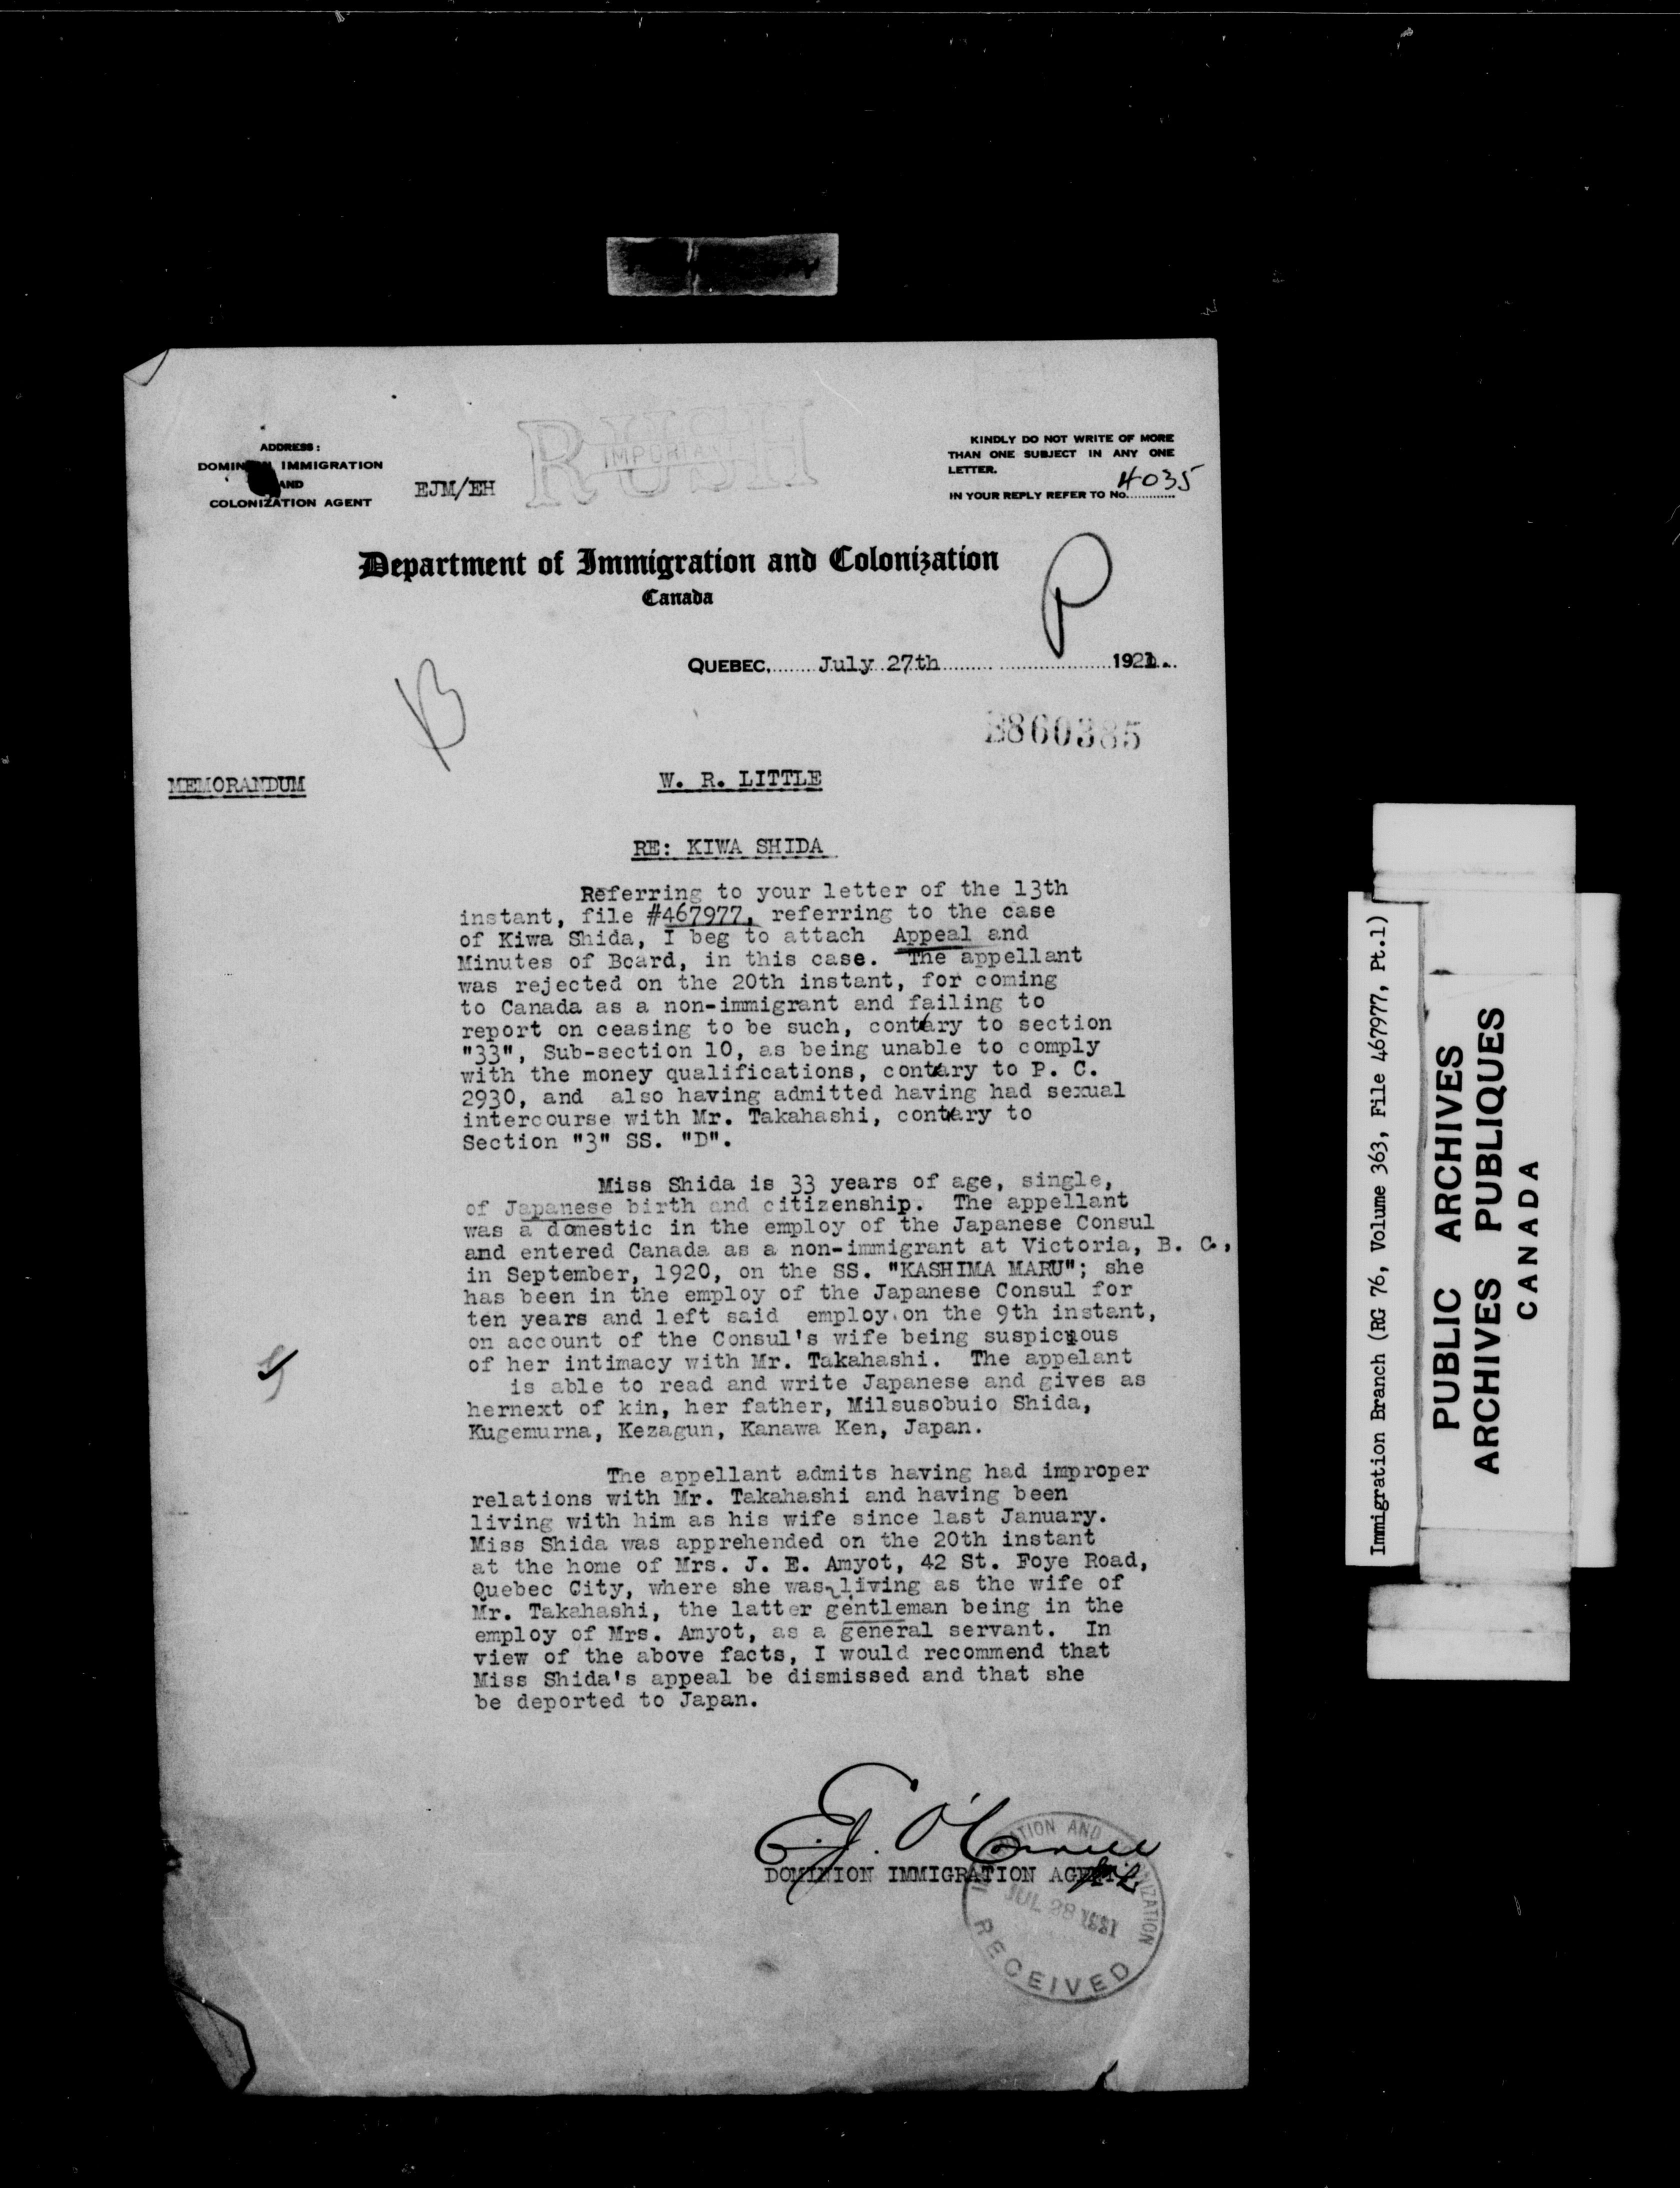 RUSH
IMPORTANT
ADDRESS:
IMMIGRATION
AND
COLONIZATION AGENT
EJM/EH
KINDLY DO NOT WRITE OF MORE
THAN ONE SUBJECT IN ANY ONE
LETTER.
IN YOUR REPLY REFER TO No. 4035
Department of Immigration and Colonization
Canada
P
QUEBEC, July 27th 1921.
B
860385
MEMORANDUM
W. R. LITTLE
RE: KIWA SHIDA
Referring to your letter of the 13th
instant, file #467977, referring to the case
of Kiwa Shida, I beg to attach Appeal and
Minutes of Board, in this case. The appellant
was rejected on the 20th instant, for coming
to Canada as a non-immigrant and failing to
report on ceasing to be such, contary to section
"33", Sub-section 10, as being unable to comply
with the money qualifications, contary to P. C.
2930, and also having admitted having had sexual
intercourse with Mr. Takahashi, contary to
Section "3" SS. "D".
Miss Shida is 33 years of age, single,
of Japanese birth and citizenship. The appellant
was a domestic in the employ of the Japanese Consul
and entered Canada as a non-immigrant at Victoria, B. C.,
in September, 1920, on the SS. "KASHIMA MARU"; she
has been in the employ of the Japanese Consul for
ten years and left said employ on the 9th instant,
on account of the Consul's wife being suspicious
of her intimacy with Mr. Takahashi. The appelant
is able to read and write Japanese and gives as
hernext of kin, her father, Milsusobuio Shida,
Kugemurna, Kezagun, Kanawa Ken, Japan.
The appellant admits having had improper
relations with Mr. Takahashi and having been
living with him as his wife since last January.
Miss Shida was apprehended on the 20th instant
at the home of Mrs. J. E. Amyot, 42 St. Foye Road,
Quebec City, where she was living as the wife of
Mr. Takahashi, the latter gentleman being in the
employ of Mrs. Amyot, as a general servant. In
view of the above facts, I would recommend that
Miss Shida's appeal be dismissed and that she
be deported to Japan.
E.J. O'Connell
DOMINION IMMIGRATION AGENT
JUL 28 1921
RECEIVED
Immigration Branch (RG 76, Volume 363, File 467977, Pt.1)
PUBLIC ARCHIVES
ARCHIVES PUBLIQUES
CANADA